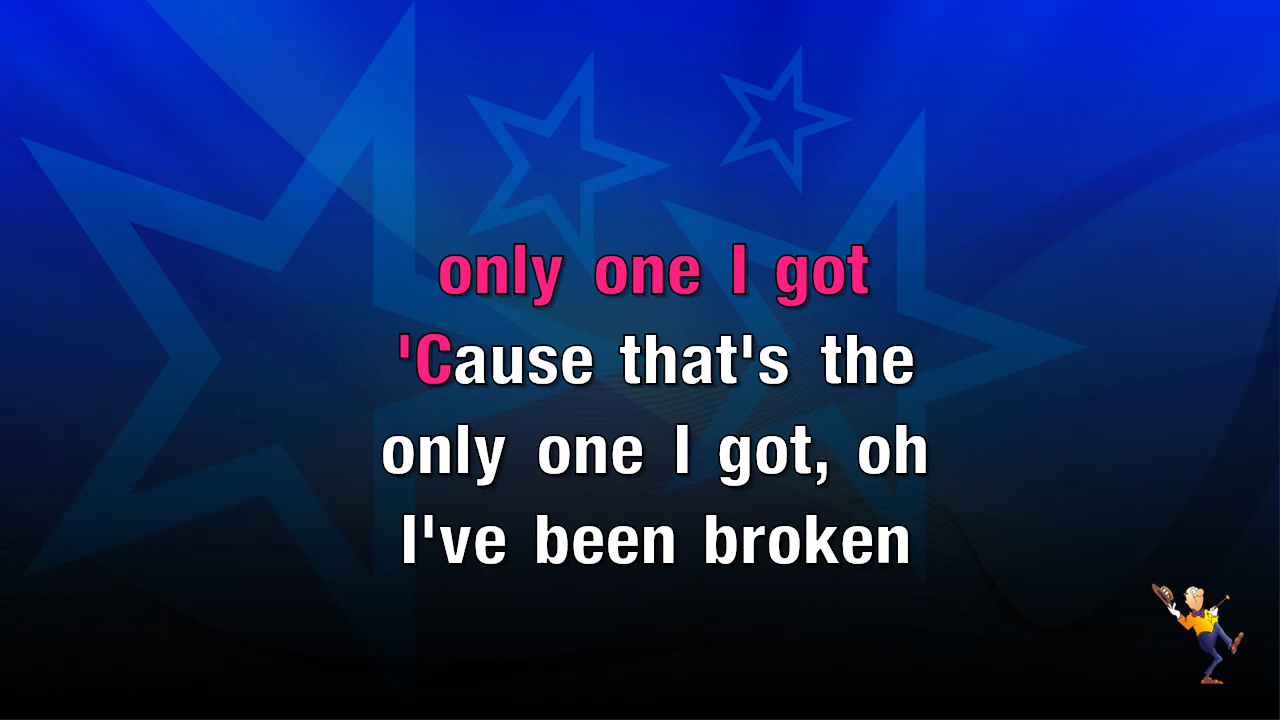 only one I got
'Cause that's the
only one I got, oh
I've been broken